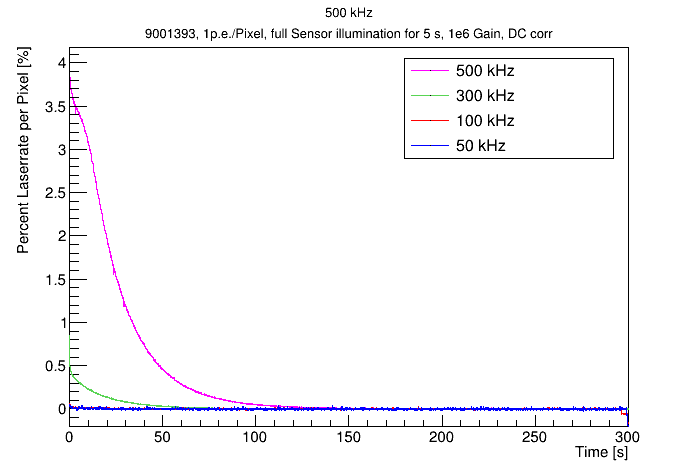 500 kHz
9001393, 1p.e./Pixel, full Sensor illumination for 5 s, 1e6 Gain, DC corr
Percent Laserrate per Pixel [%]
4
3.5
3
2.5
2
1.5
1
0.5
0
500 kHz
300 kHz
100 kHz
50 kHz
0 50 100 150 200 250 300
Time [s]